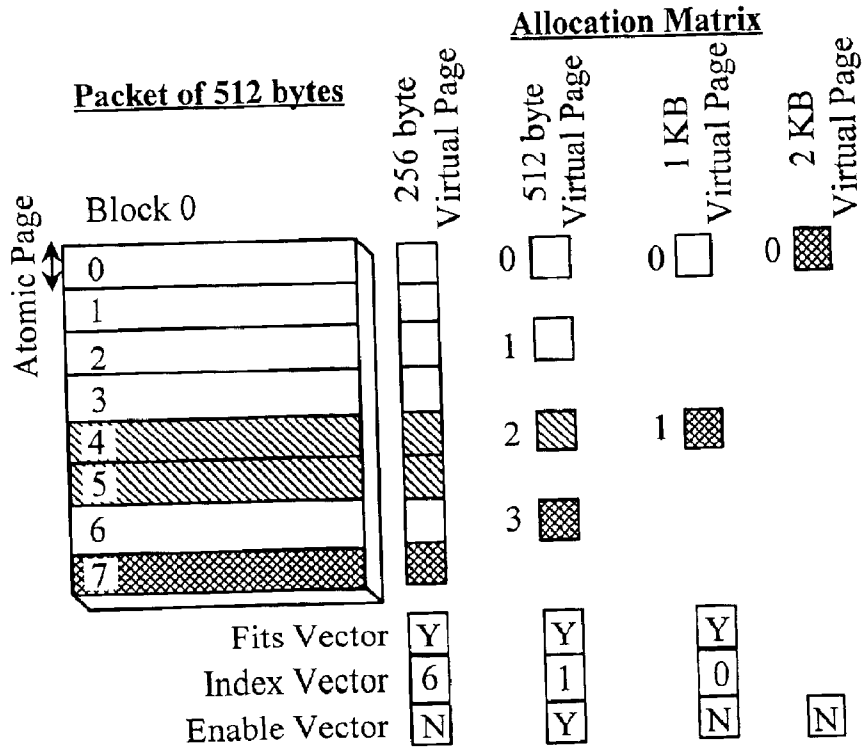 Allocation Matrix
Packet of 512 bytes
256 byte
Virtual Page
512 byte
Virtual Page
1 KB
Virtual Page
2 KB
Virtual Page
Block 0
Atomic Page
0
1
2
3
4
5
6
7
0
1
2
3
0
1
0
Fits Vector Y Y Y
Index Vector 6 1 0
Enable Vector N Y N N